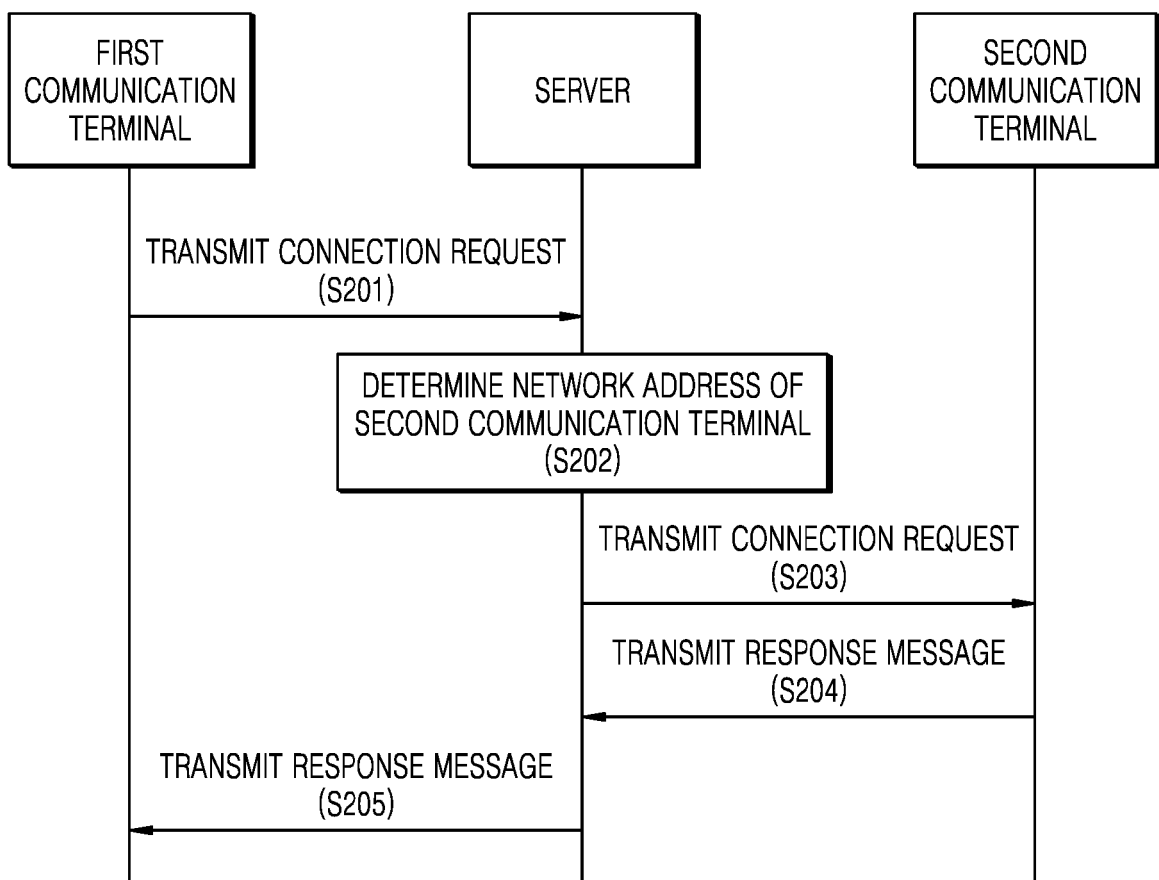 FIRST
COMMUNICATION
TERMINAL
SERVER
SECOND
COMMUNICATION
TERMINAL
TRANSMIT CONNECTION REQUEST
(S201)
DETERMINE NETWORK ADDRESS OF
SECOND COMMUNICATION TERMINAL
(S202)
TRANSMIT CONNECTION REQUEST
(S203)
TRANSMIT RESPONSE MESSAGE
(S204)
TRANSMIT RESPONSE MESSAGE
(S205)